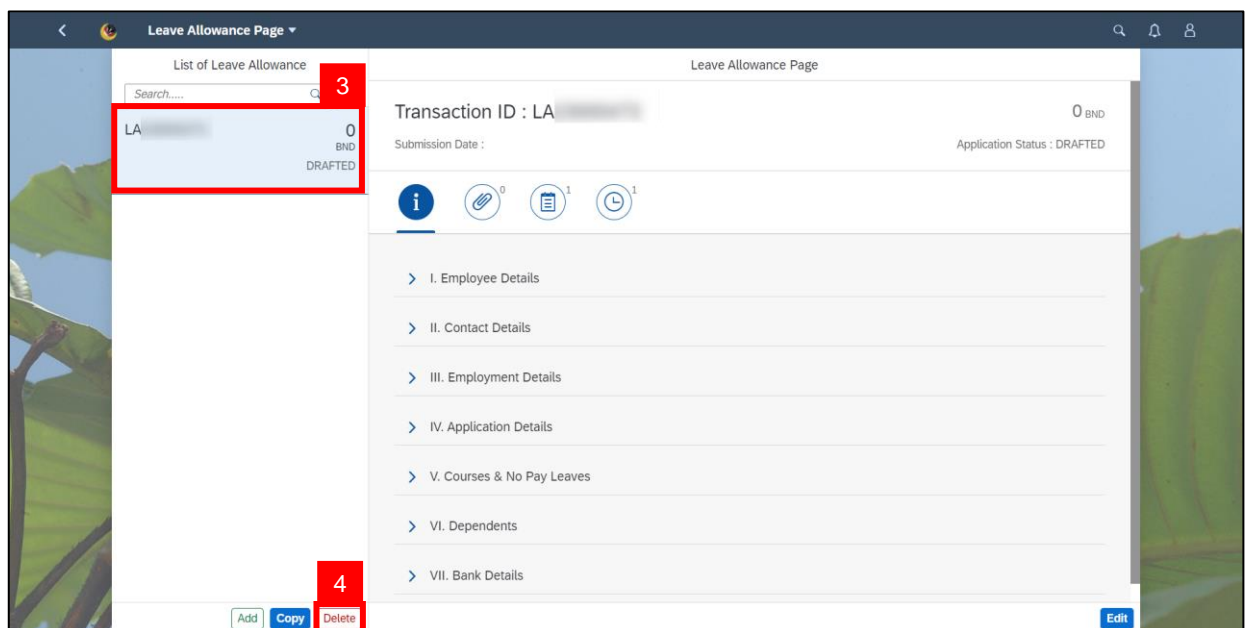 Leave Allowance Page
List of Leave Allowance
3
Leave Allowance Page
Search.....
LA
0
BND
DRAFTED
Transaction ID : LA
0 BND
Submission Date :
Application Status : DRAFTED
i
0
1
1
I. Employee Details
II. Contact Details
III. Employment Details
IV. Application Details
V. Courses & No Pay Leaves
VI. Dependents
VII. Bank Details
4
Add Copy Delete
Edit